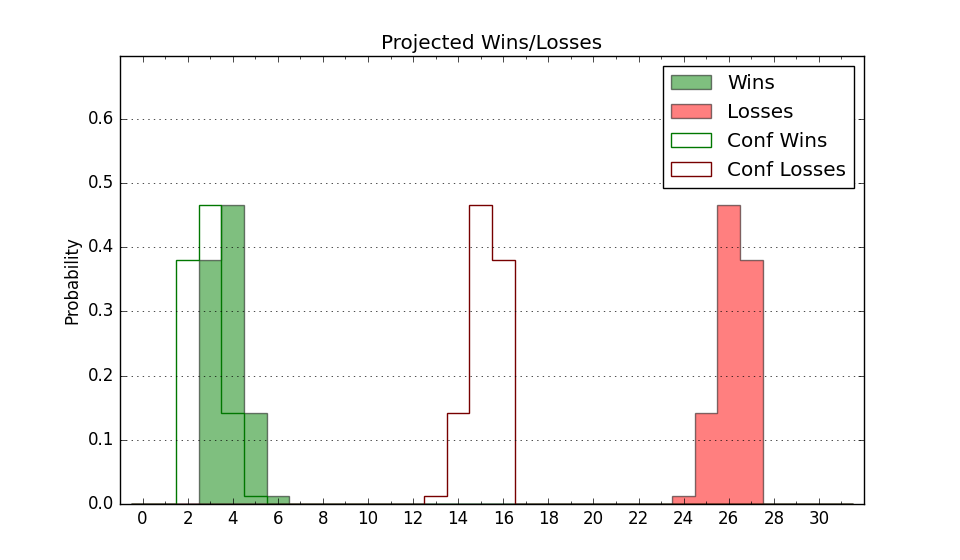 Projected Wins/Losses
Wins
Losses
Conf Wins
Conf Losses
Probability
0.6
0.5
0.4
0.3
0.2
0.1
0.0
0 2 4 6 8 10 12 14 16 18 20 22 24 26 28 30